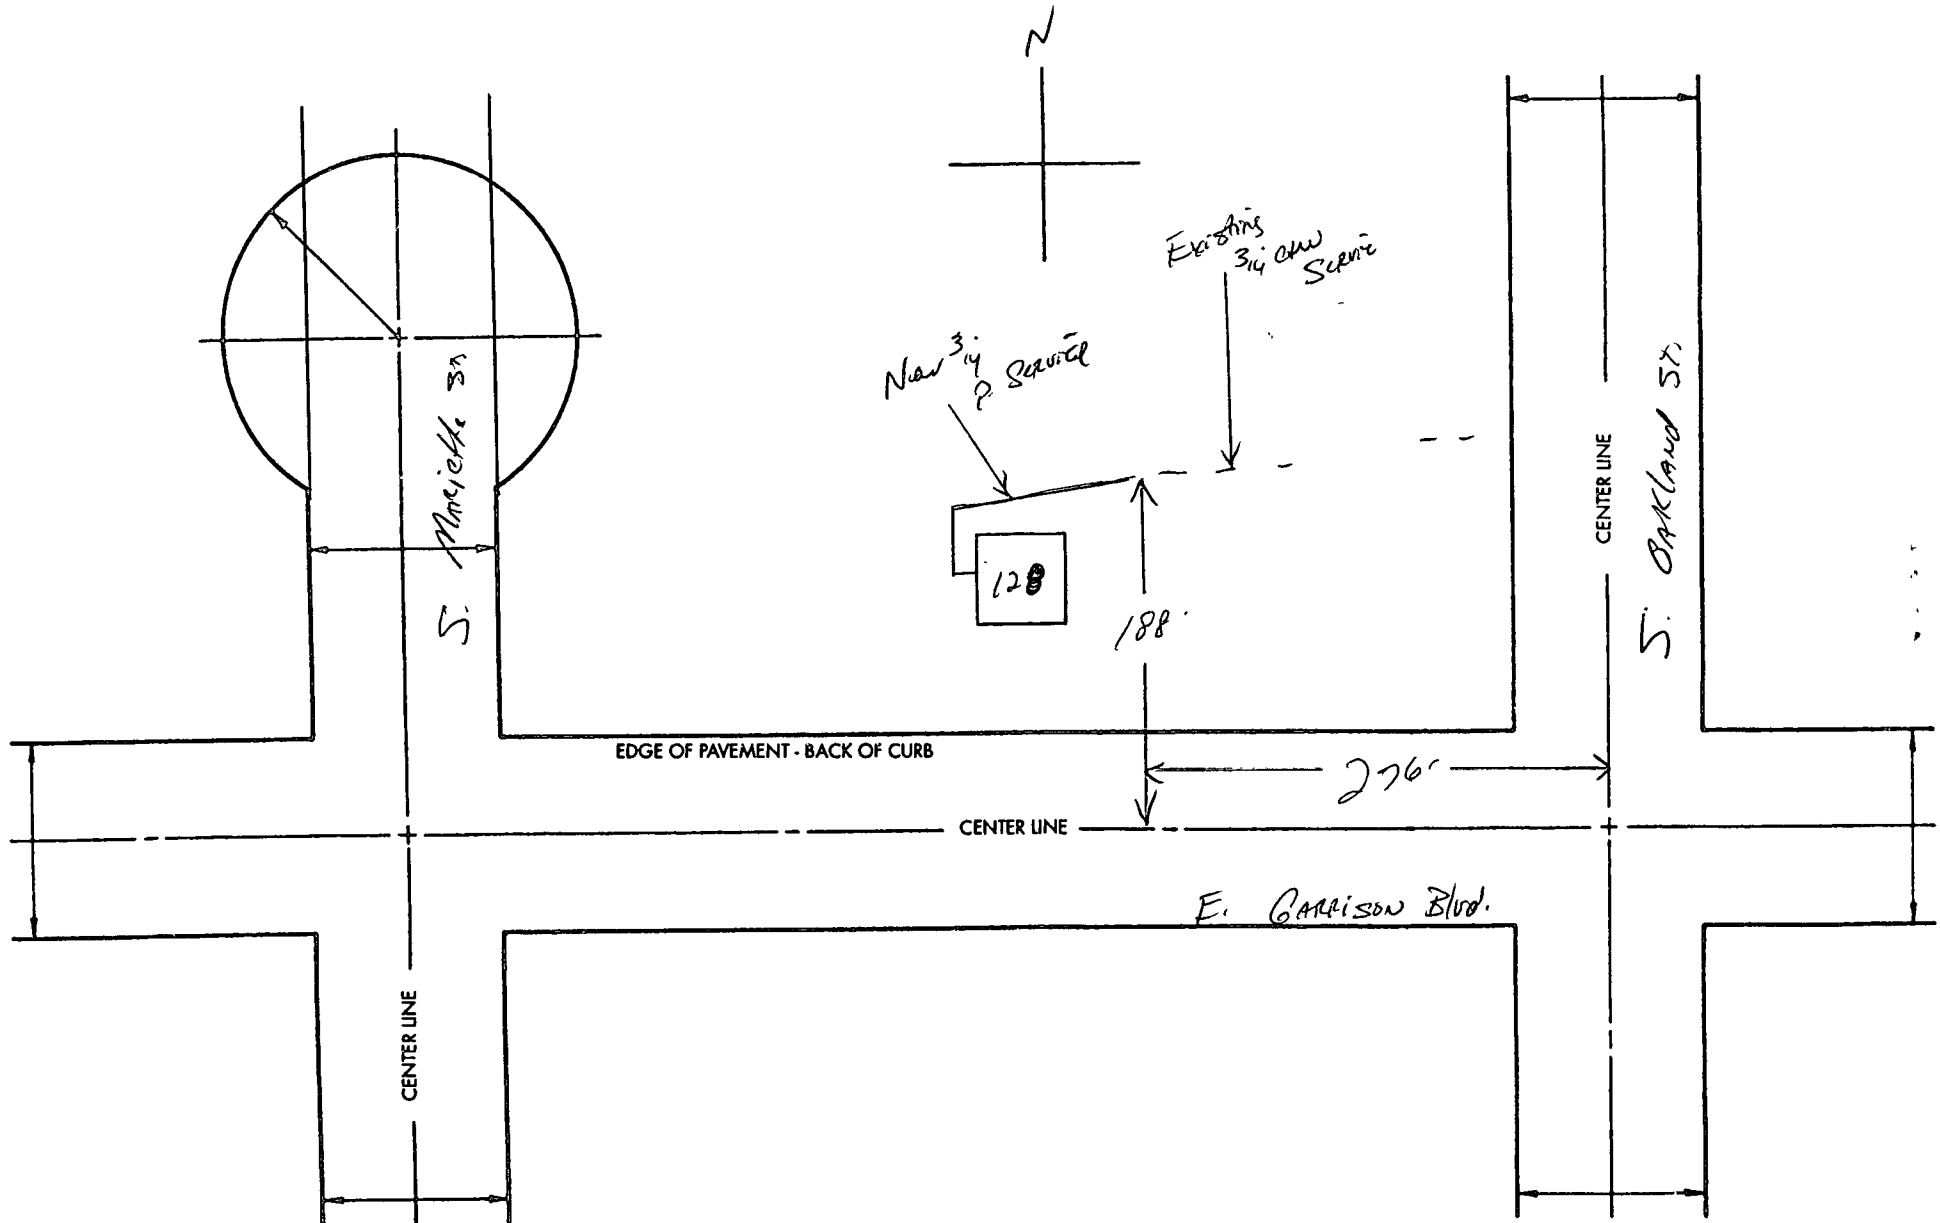 N
Existing
3/4 C&W
Service
New 3/4
P. Service
S. Marietta St.
128
188'
CENTER LINE
S. Oakland St.
EDGE OF PAVEMENT - BACK OF CURB
276'
CENTER LINE
E. Garrison Blvd.
CENTER LINE